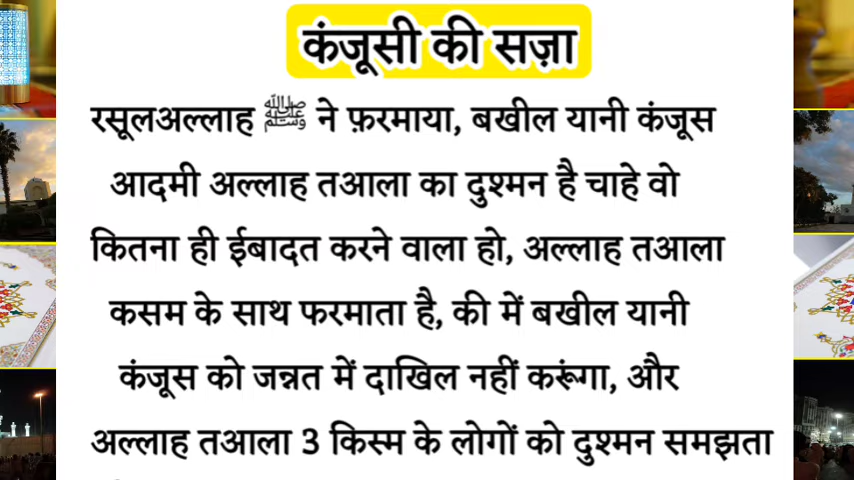 कंजूसी की सज़ा
रसूलअल्लाह ﷺ ने फ़रमाया, बखील यानी कंजूस
आदमी अल्लाह तआला का दुश्मन है चाहे वो
कितना ही ईबादत करने वाला हो, अल्लाह तआला
कसम के साथ फरमाता है, की में बखील यानी
कंजूस को जन्नत में दाखिल नहीं करूंगा, और
अल्लाह तआला 3 किस्म के लोगों को दुश्मन समझता